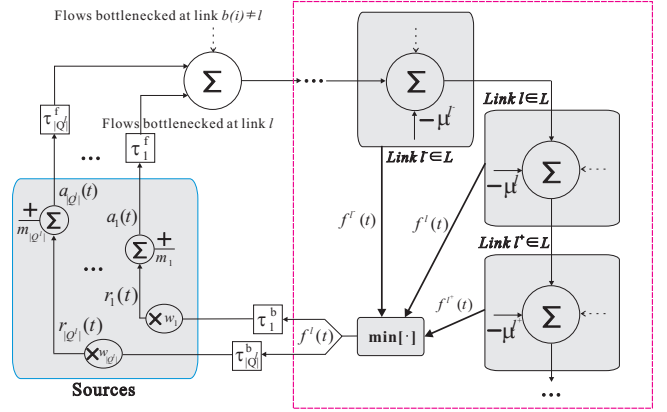 Flows bottlenecked at link b(i)≠l
Σ
...
Σ
−μ^{l^-}
Link l^-∈L
Link l∈L
−μ^l
Σ
Link l^+∈L
−μ^{l^+}
Σ
...
τ^f_{|Q^l|}
Flows bottlenecked at link l
τ^f_1
...
a_{|Q^l|}(t)
a_1(t)
+
m_{|Q^l|}
Σ
Σ
+
m_1
...
r_1(t)
r_{|Q^l|}(t)
×w_1
×w_{|Q^l|}
Sources
τ^b_1
τ^b_{|Q^l|}
f^l(t)
min[·]
f^{l^-}(t)
f^l(t)
f^{l^+}(t)